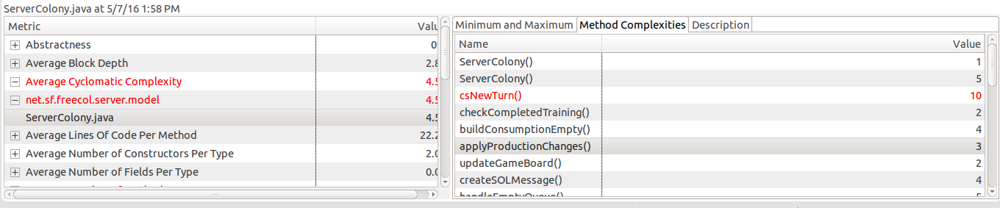 ServerColony.java at 5/7/16 1:58 PM
Metric Valu
Abstractness 0
Average Block Depth 2.8
Average Cyclomatic Complexity 4.5
net.sf.freecol.server.model 4.5
ServerColony.java 4.5
Average Lines Of Code Per Method 22.2
Average Number of Constructors Per Type 2.0
Average Number of Fields Per Type 0.0
Minimum and Maximum Method Complexities Description
Name Value
ServerColony() 1
ServerColony() 5
csNewTurn() 10
checkCompletedTraining() 2
buildConsumptionEmpty() 4
applyProductionChanges() 3
updateGameBoard() 2
createSOLMessage() 4
handleEmptyQueue() 5